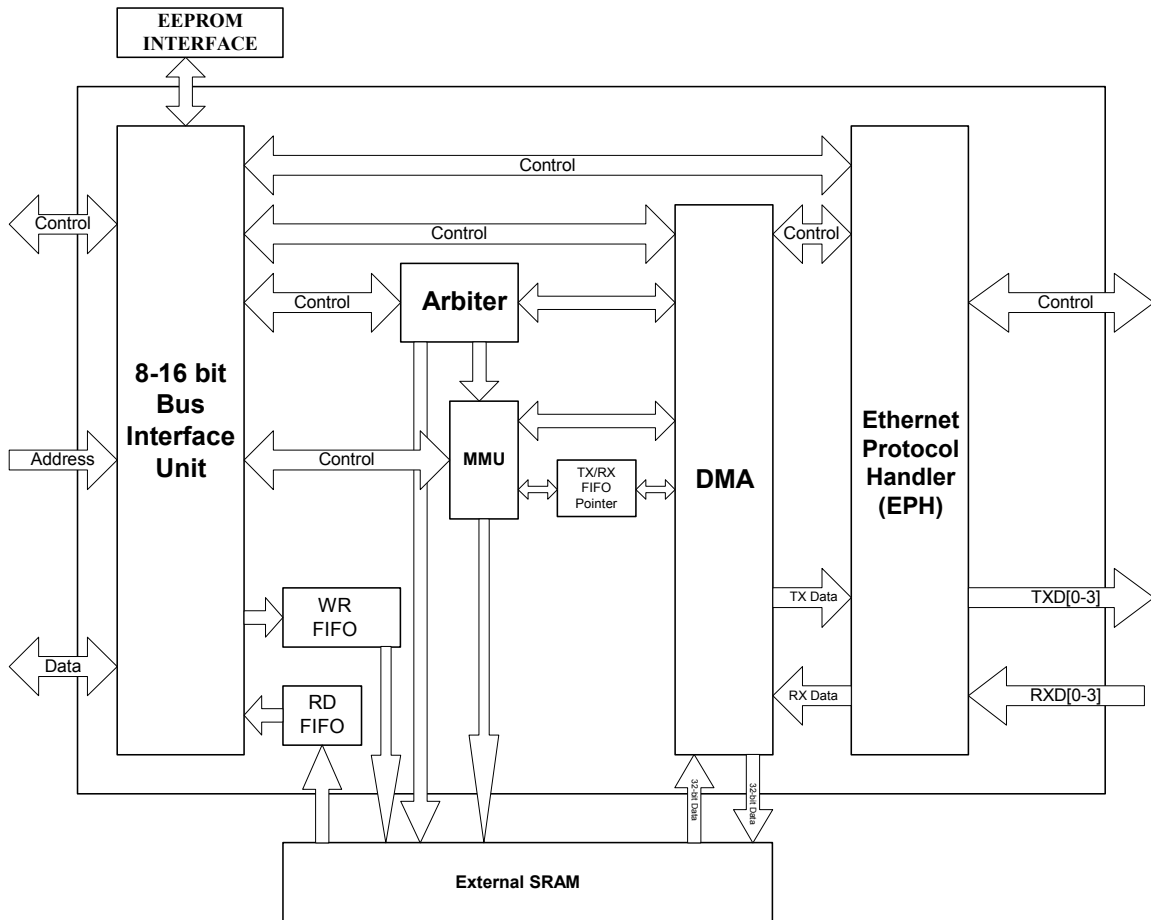 EEPROM
INTERFACE
Control
Control
Control
Control
Control
Arbiter
Control
8-16 bit
Bus
Interface
Unit
Address
Control
MMU
TX/RX
FIFO
Pointer
DMA
Ethernet
Protocol
Handler
(EPH)
WR
FIFO
TX Data
TXD[0-3]
Data
RD
FIFO
RX Data
RXD[0-3]
32-bit Data
32-bit Data
External SRAM